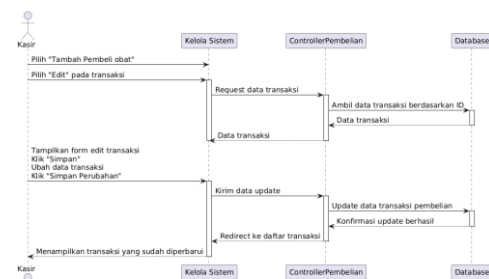 Kasir
Kelola Sistem
ControllerPembelian
Database
Pilih "Tambah Pembeli obat"
Pilih "Edit" pada transaksi
Request data transaksi
Ambil data transaksi berdasarkan ID
Data transaksi
Data transaksi
Tampilkan form edit transaksi
Klik "Simpan"
Ubah data transaksi
Klik "Simpan Perubahan"
Kirim data update
Update data transaksi pembelian
Konfirmasi update berhasil
Redirect ke daftar transaksi
Menampilkan transaksi yang sudah diperbarui
Kasir
Kelola Sistem
ControllerPembelian
Database